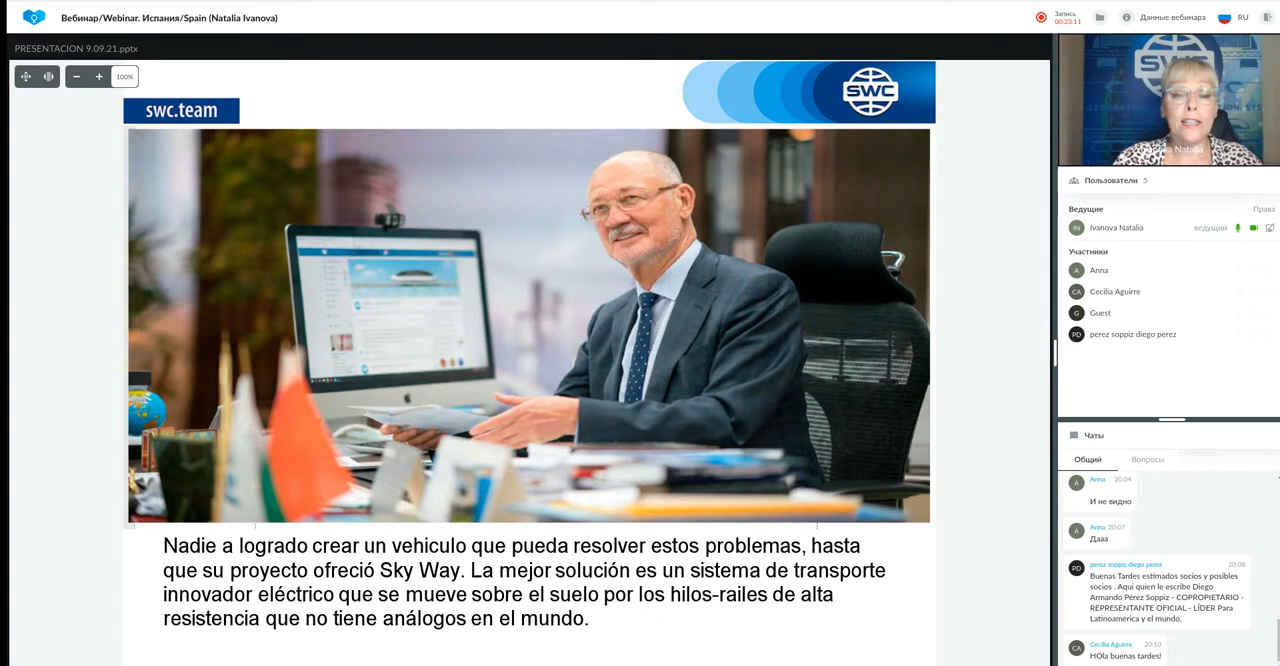 Вебинар/Webinar. Испания/Spain (Natalia Ivanova)
Запись
00:23:11
Данные вебинара
RU
PRESENTACION 9.09.21.pptx
100%
swc.team
SWC
Nadie a logrado crear un vehiculo que pueda resolver estos problemas, hasta
que su proyecto ofreció Sky Way. La mejor solución es un sistema de transporte
innovador eléctrico que se mueve sobre el suelo por los hilos-railes de alta
resistencia que no tiene análogos en el mundo.
SWC
Ivanova Natalia
Пользователи 5
Ведущие
Права
IN
Ivanova Natalia
ведущий
Участники
A
Anna
CA
Cecilia Aguirre
G
Guest
PD
perez soppiz diego perez
Чаты
Общий
Вопросы
A
Anna 20:04
И не видно
A
Anna 20:07
Дааа
PD
perez soppiz diego perez 20:08
Buenas Tardes estimados socios y posibles
socios . Aqui quien le escribe Diego
Armando Pérez Soppiz - COPROPIETARIO -
REPRESENTANTE OFICIAL - LÍDER Para
Latinoamérica y el mundo.
CA
Cecilia Aguirre 20:10
HOla buenas tardes!